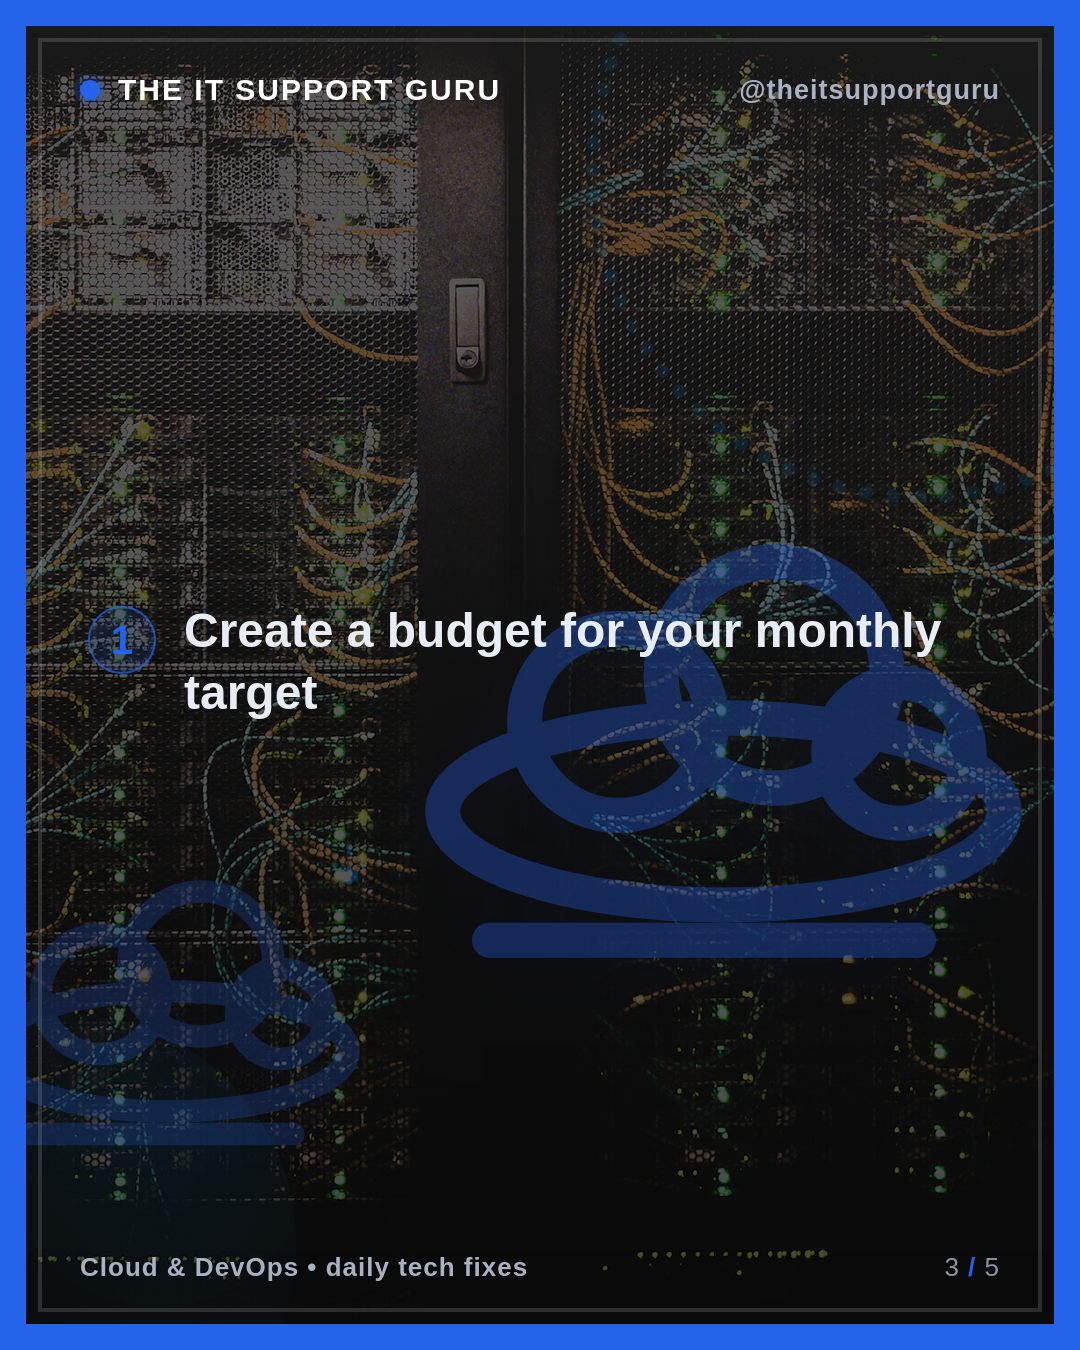 THE IT SUPPORT GURU
@theitsupportguru
1
Create a budget for your monthly
target
Cloud & DevOps • daily tech fixes
3 / 5